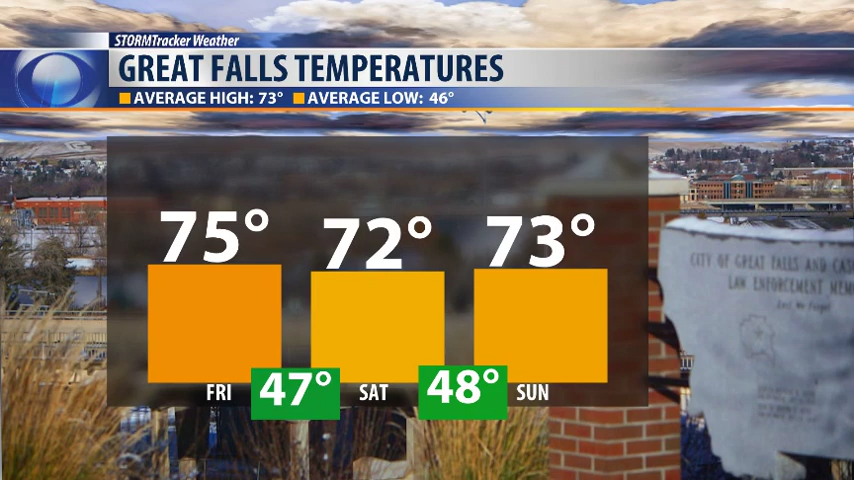 STORMTracker Weather
GREAT FALLS TEMPERATURES
AVERAGE HIGH: 73° AVERAGE LOW: 46°
75° 72° 73°
FRI 47° SAT 48° SUN
CITY OF GREAT FALLS AND CAS
LAW ENFORCEMENT MEM